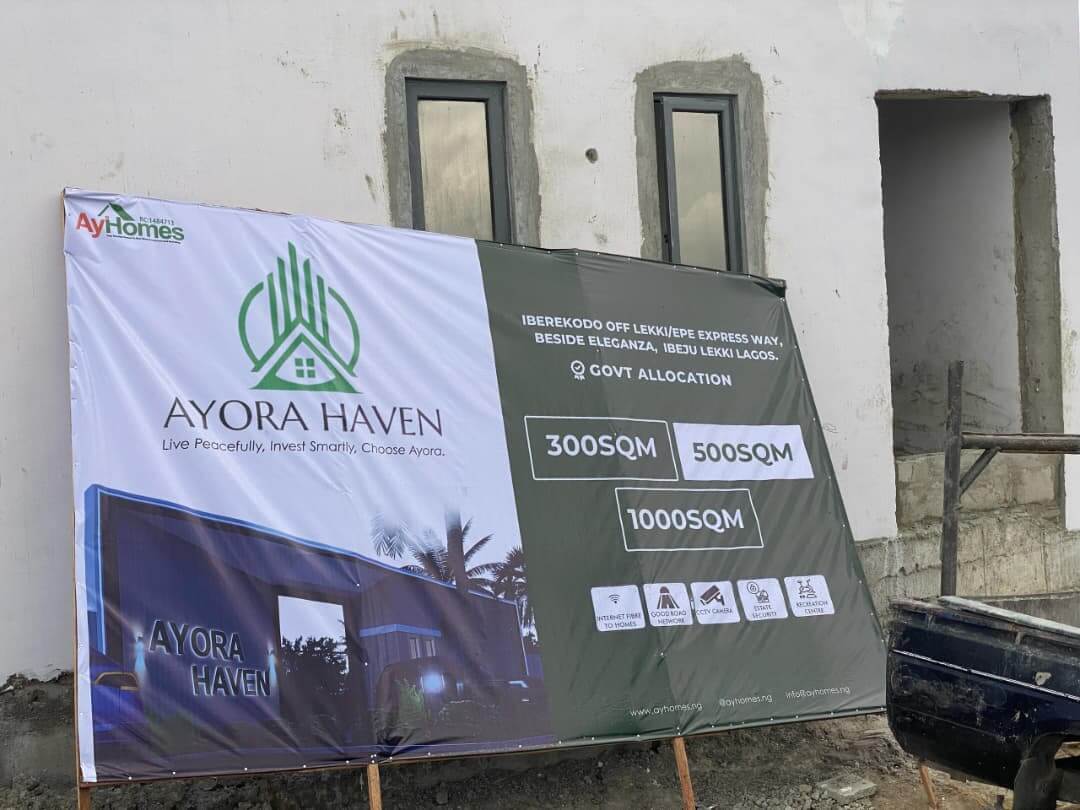 RC:1484713
AyHomes
AYORA HAVEN
Live Peacefully, Invest Smartly, Choose Ayora.
AYORA
HAVEN
IBEREKODO OFF LEKKI/EPE EXPRESS WAY,
BESIDE ELEGANZA, IBEJU LEKKI LAGOS.
GOVT ALLOCATION
300SQM
500SQM
1000SQM
INTERNET FIBRE
TO HOMES
GOOD ROAD
NETWORK
CCTV CAMERA
ESTATE
SECURITY
RECREATION
CENTRE
www.ayhomes.ng @ayhomes.ng info@ayhomes.ng